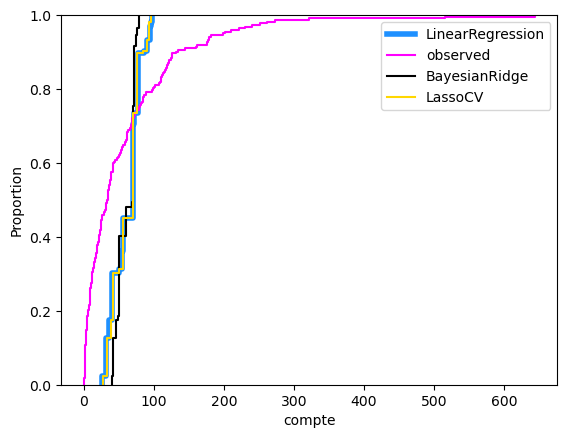 1.0
0.8
0.6
0.4
0.2
0.0
Proportion
LinearRegression
observed
BayesianRidge
LassoCV
0 100 200 300 400 500 600
compte